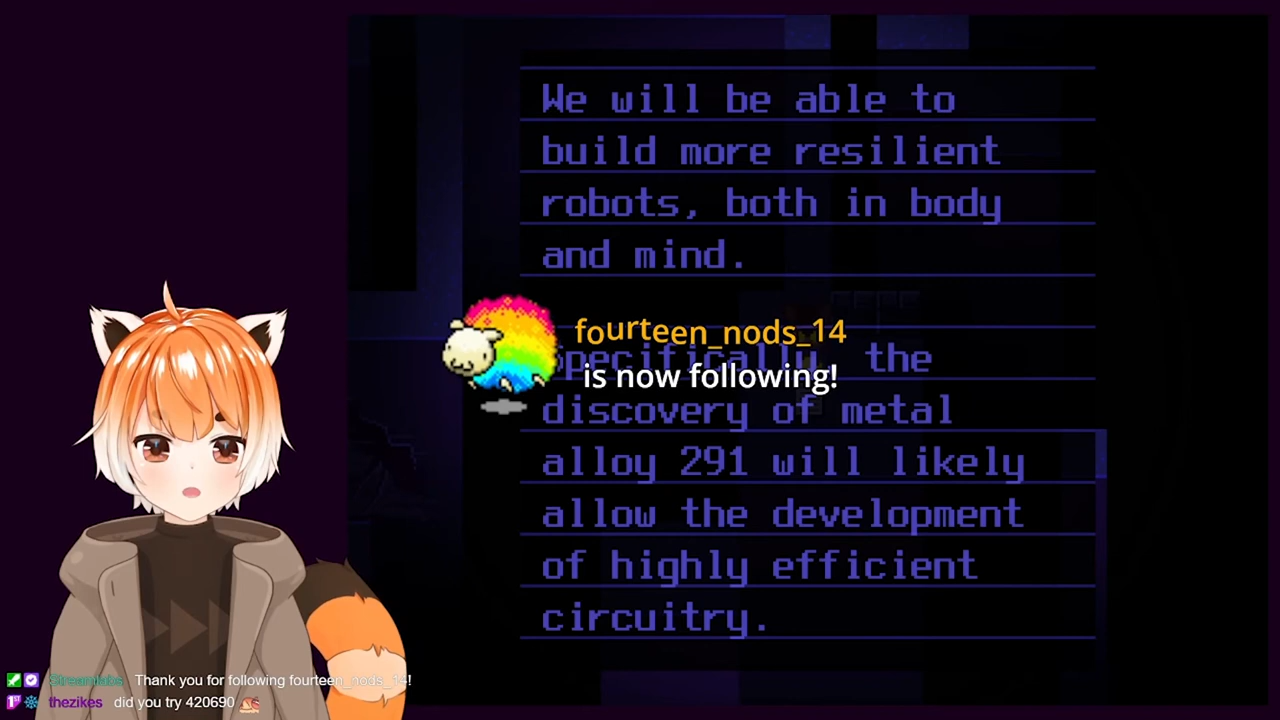 We will be able to
build more resilient
robots, both in body
and mind.
fourteen_nods_14
is now following!
Specifically, the
discovery of metal
alloy 291 will likely
allow the development
of highly efficient
circuitry.
Streamlabs Thank you for following fourteen_nods_14!
1ST thezikes did you try 420690